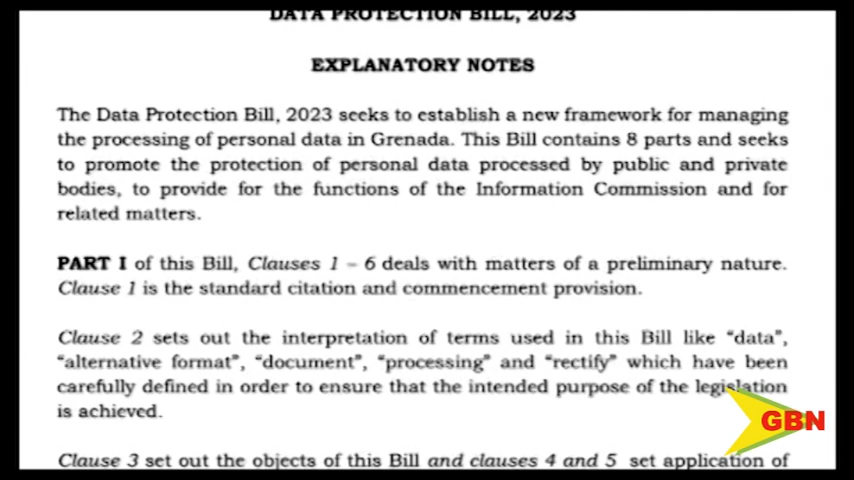 DATA PROTECTION BILL, 2023
EXPLANATORY NOTES
The Data Protection Bill, 2023 seeks to establish a new framework for managing
the processing of personal data in Grenada. This Bill contains 8 parts and seeks
to promote the protection of personal data processed by public and private
bodies, to provide for the functions of the Information Commission and for
related matters.
PART I of this Bill, Clauses 1 – 6 deals with matters of a preliminary nature.
Clause 1 is the standard citation and commencement provision.
Clause 2 sets out the interpretation of terms used in this Bill like “data”,
“alternative format”, “document”, “processing” and “rectify” which have been
carefully defined in order to ensure that the intended purpose of the legislation
is achieved.
GBN
Clause 3 set out the objects of this Bill and clauses 4 and 5 set application of